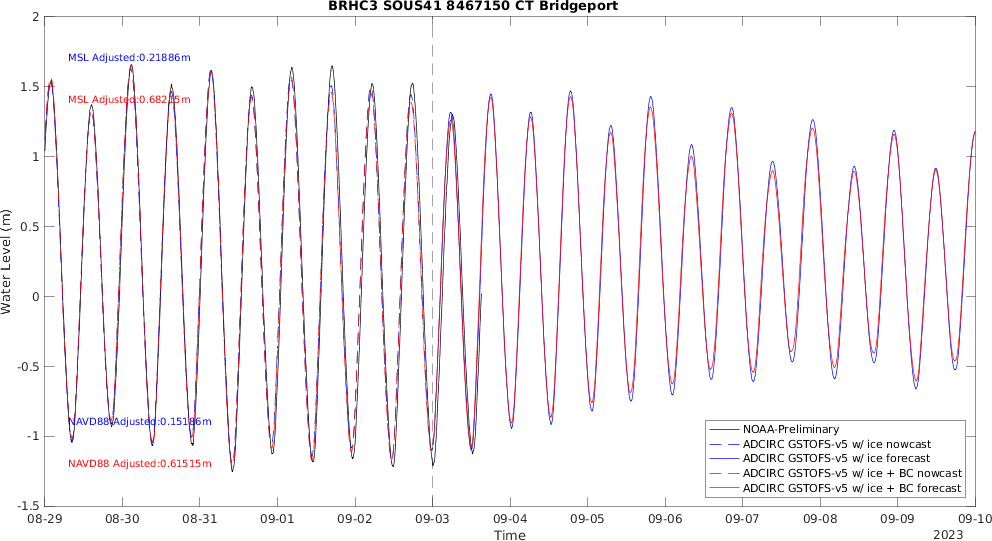 BRHC3 SOUS41 8467150 CT Bridgeport
2
1.5
1
0.5
0
-0.5
-1
-1.5
Water Level (m)
MSL Adjusted:0.21886m
MSL Adjusted:0.68215m
NAVD88 Adjusted:0.15186m
NAVD88 Adjusted:0.61515m
NOAA-Preliminary
ADCIRC GSTOFS-v5 w/ ice nowcast
ADCIRC GSTOFS-v5 w/ ice forecast
ADCIRC GSTOFS-v5 w/ ice + BC nowcast
ADCIRC GSTOFS-v5 w/ ice + BC forecast
08-29 08-30 08-31 09-01 09-02 09-03 09-04 09-05 09-06 09-07 09-08 09-09 09-10
Time
2023